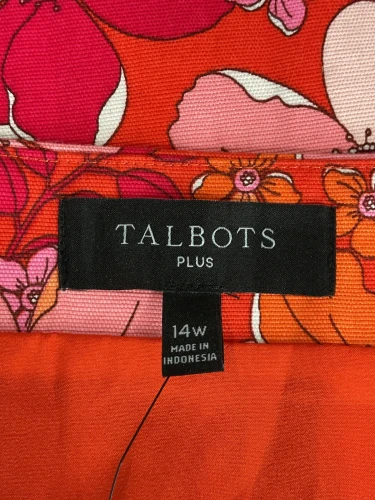 TALBOTS
PLUS
14W
MADE IN
INDONESIA